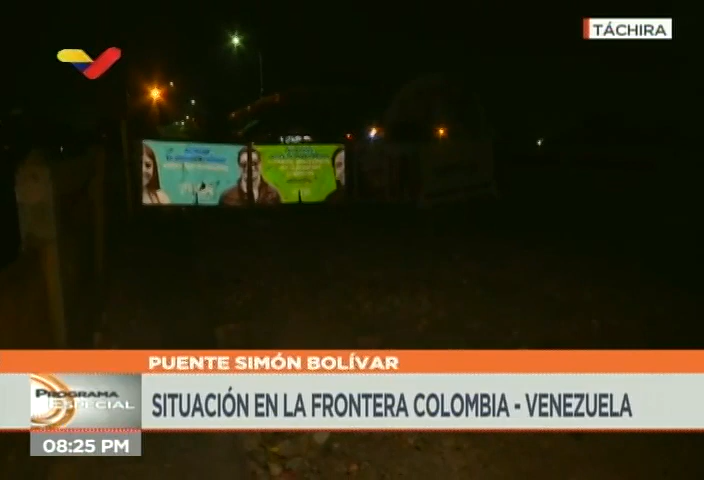 TÁCHIRA
PUENTE SIMÓN BOLÍVAR
PROGRAMA
ESPECIAL
SITUACIÓN EN LA FRONTERA COLOMBIA - VENEZUELA
08:25 PM